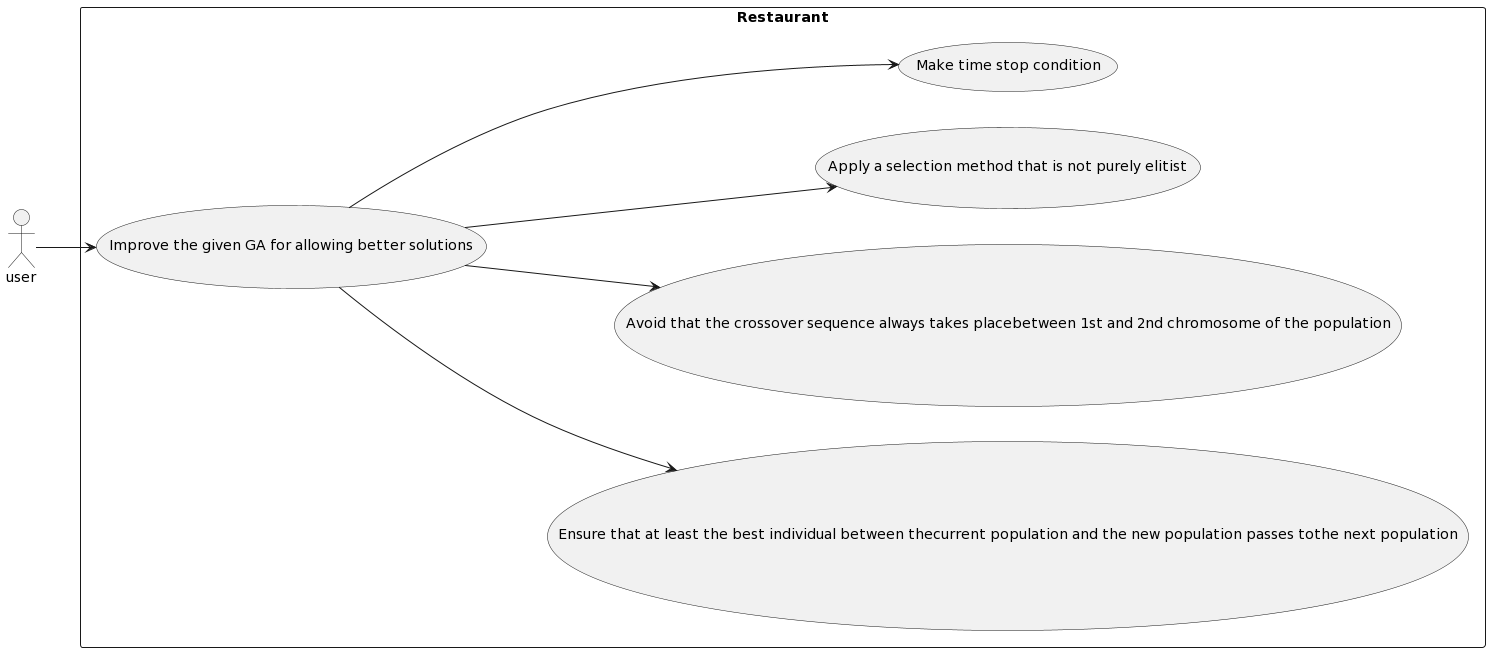 Restaurant
Make time stop condition
Apply a selection method that is not purely elitist
Improve the given GA for allowing better solutions
user
Avoid that the crossover sequence always takes placebetween 1st and 2nd chromosome of the population
Ensure that at least the best individual between thecurrent population and the new population passes tothe next population